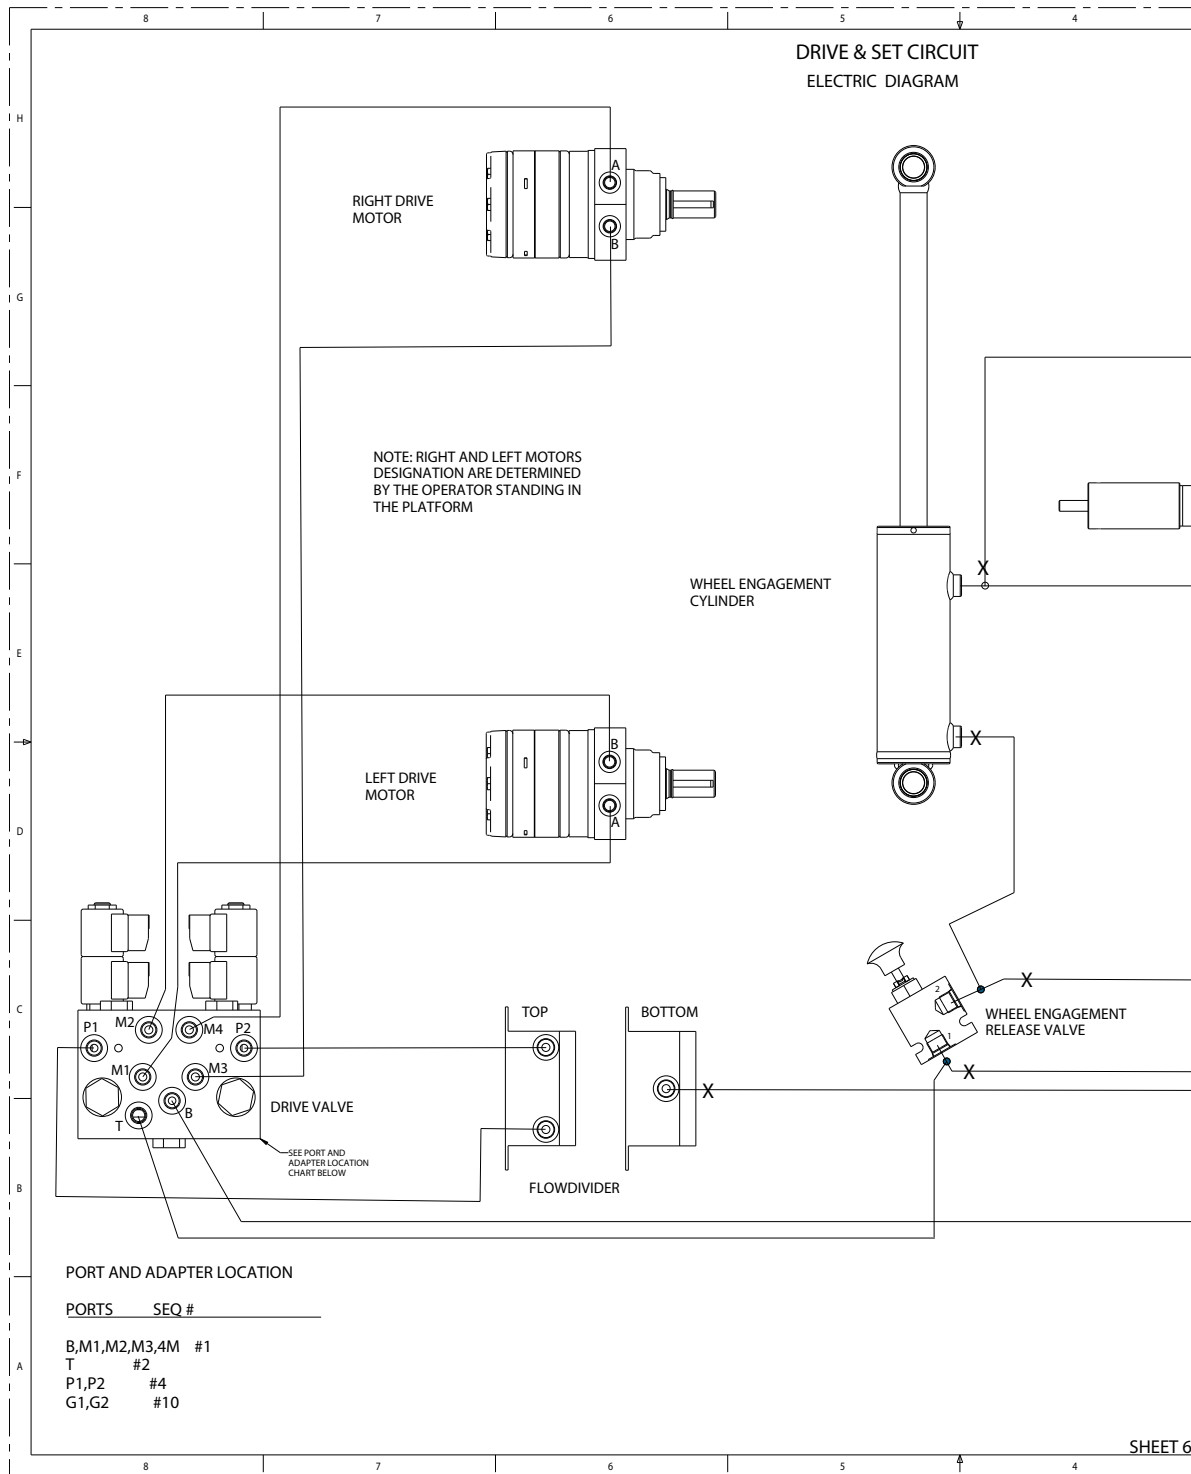 8 7 6 5 4
DRIVE & SET CIRCUIT
ELECTRIC DIAGRAM
H
A
RIGHT DRIVE
MOTOR
B
G
NOTE: RIGHT AND LEFT MOTORS
DESIGNATION ARE DETERMINED
BY THE OPERATOR STANDING IN
THE PLATFORM
F
X
WHEEL ENGAGEMENT
CYLINDER
E
X
B
LEFT DRIVE
MOTOR
A
D
X
2
C
TOP
BOTTOM
WHEEL ENGAGEMENT
RELEASE VALVE
P1 M2 M4 P2
1
M1 M3
X
X
B
T
DRIVE VALVE
SEE PORT AND
ADAPTER LOCATION
CHART BELOW
B
FLOWDIVIDER
PORT AND ADAPTER LOCATION
PORTS SEQ #
B,M1,M2,M3,4M #1
T #2
P1,P2 #4
G1,G2 #10
A
SHEET 6
8 7 6 5 4